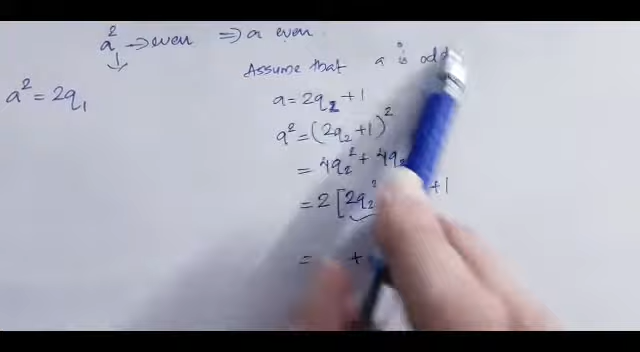 a² → even ⇒ a even
Assume that a is odd
a² = 2q₁
a = 2q₂ + 1
a² = (2q₂ + 1)²
= 4q₂² + 4q₂
= 2 [2q₂² + 1
= +